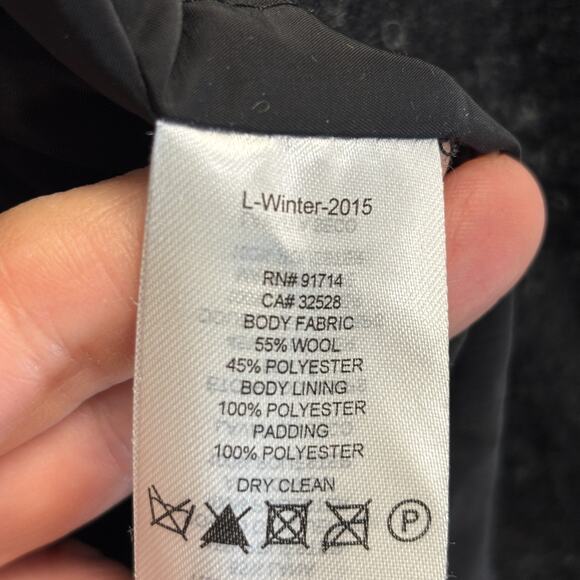 L-Winter-2015
RN# 91714
CA# 32528
BODY FABRIC
55% WOOL
45% POLYESTER
BODY LINING
100% POLYESTER
PADDING
100% POLYESTER
DRY CLEAN
P